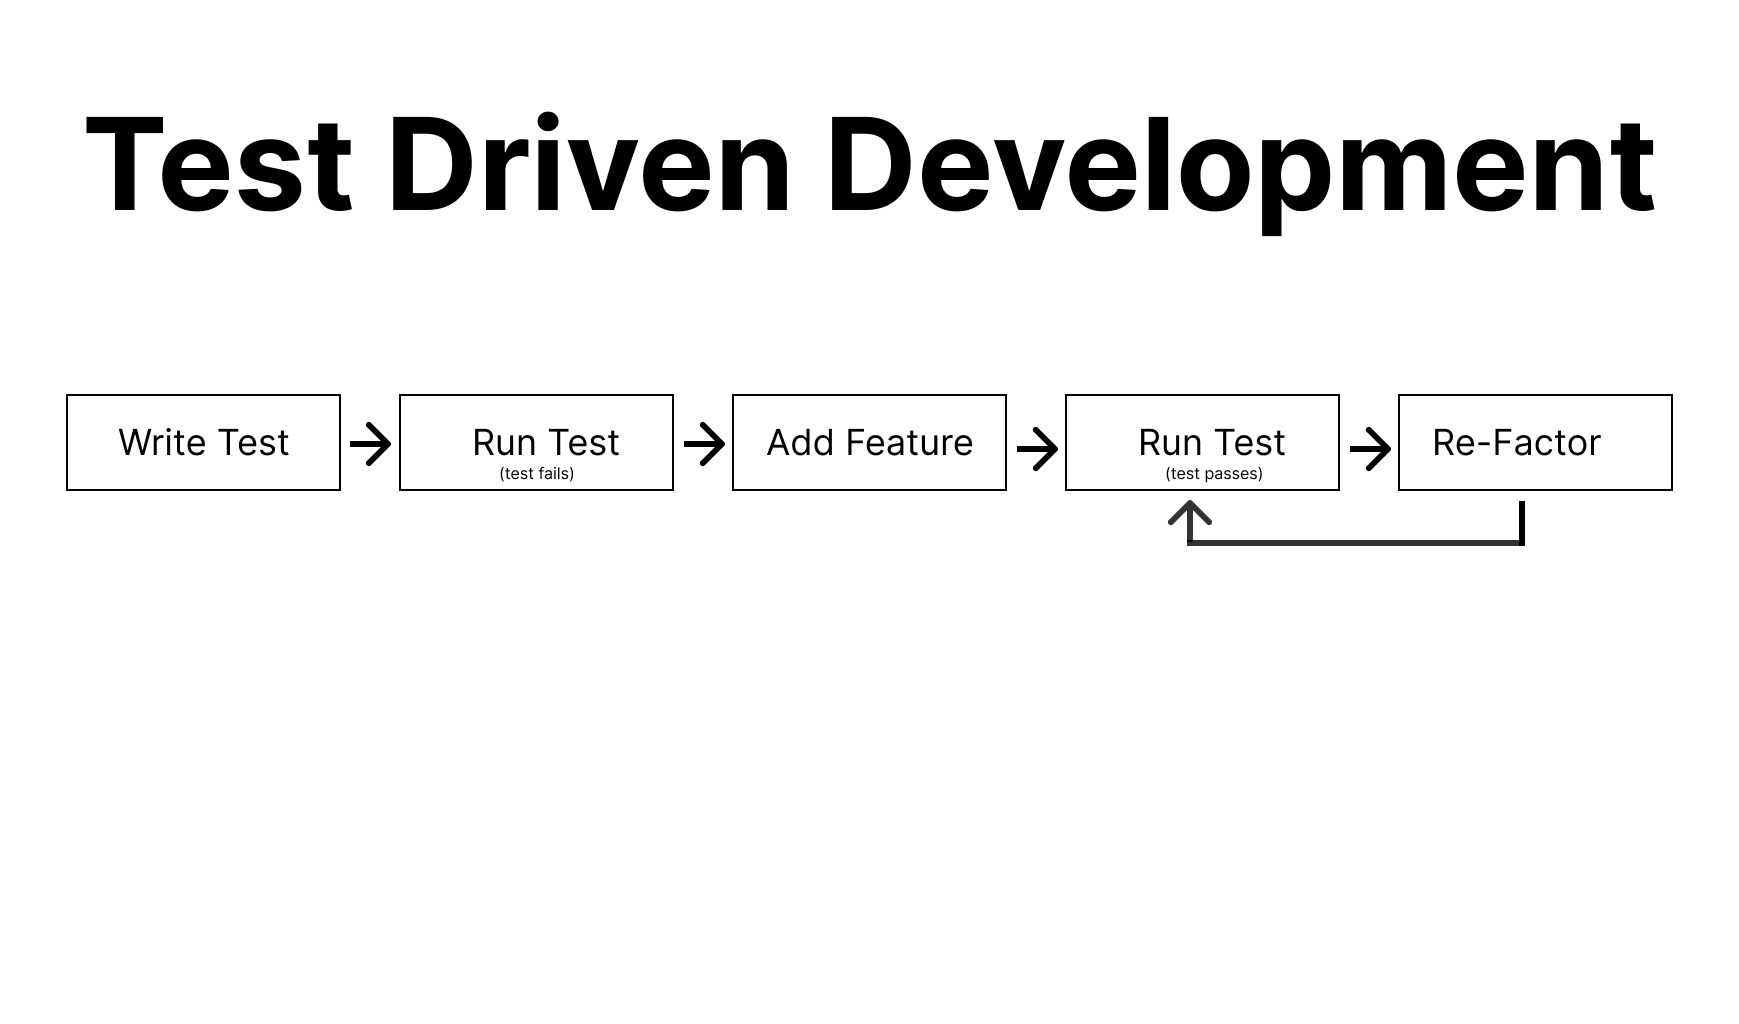 Test Driven Development
Write Test
Run Test
(test fails)
Add Feature
Run Test
(test passes)
Re-Factor